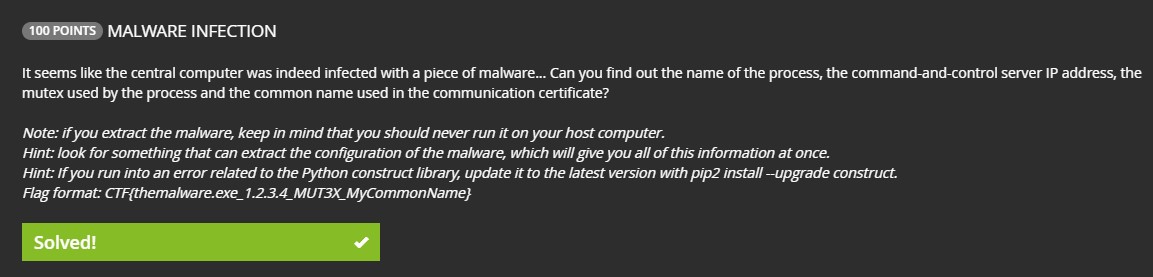 100 POINTS MALWARE INFECTION
It seems like the central computer was indeed infected with a piece of malware... Can you find out the name of the process, the command-and-control server IP address, the
mutex used by the process and the common name used in the communication certificate?
Note: if you extract the malware, keep in mind that you should never run it on your host computer.
Hint: look for something that can extract the configuration of the malware, which will give you all of this information at once.
Hint: If you run into an error related to the Python construct library, update it to the latest version with pip2 install --upgrade construct.
Flag format: CTF{themalware.exe_1.2.3.4_MUT3X_MyCommonName}
Solved!